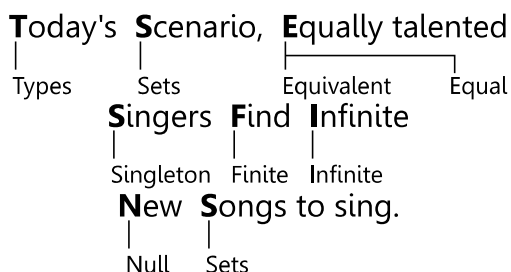 Today's Scenario, Equally talented
Types Sets Equivalent Equal
Singers Find Infinite
Singleton Finite Infinite
New Songs to sing.
Null Sets